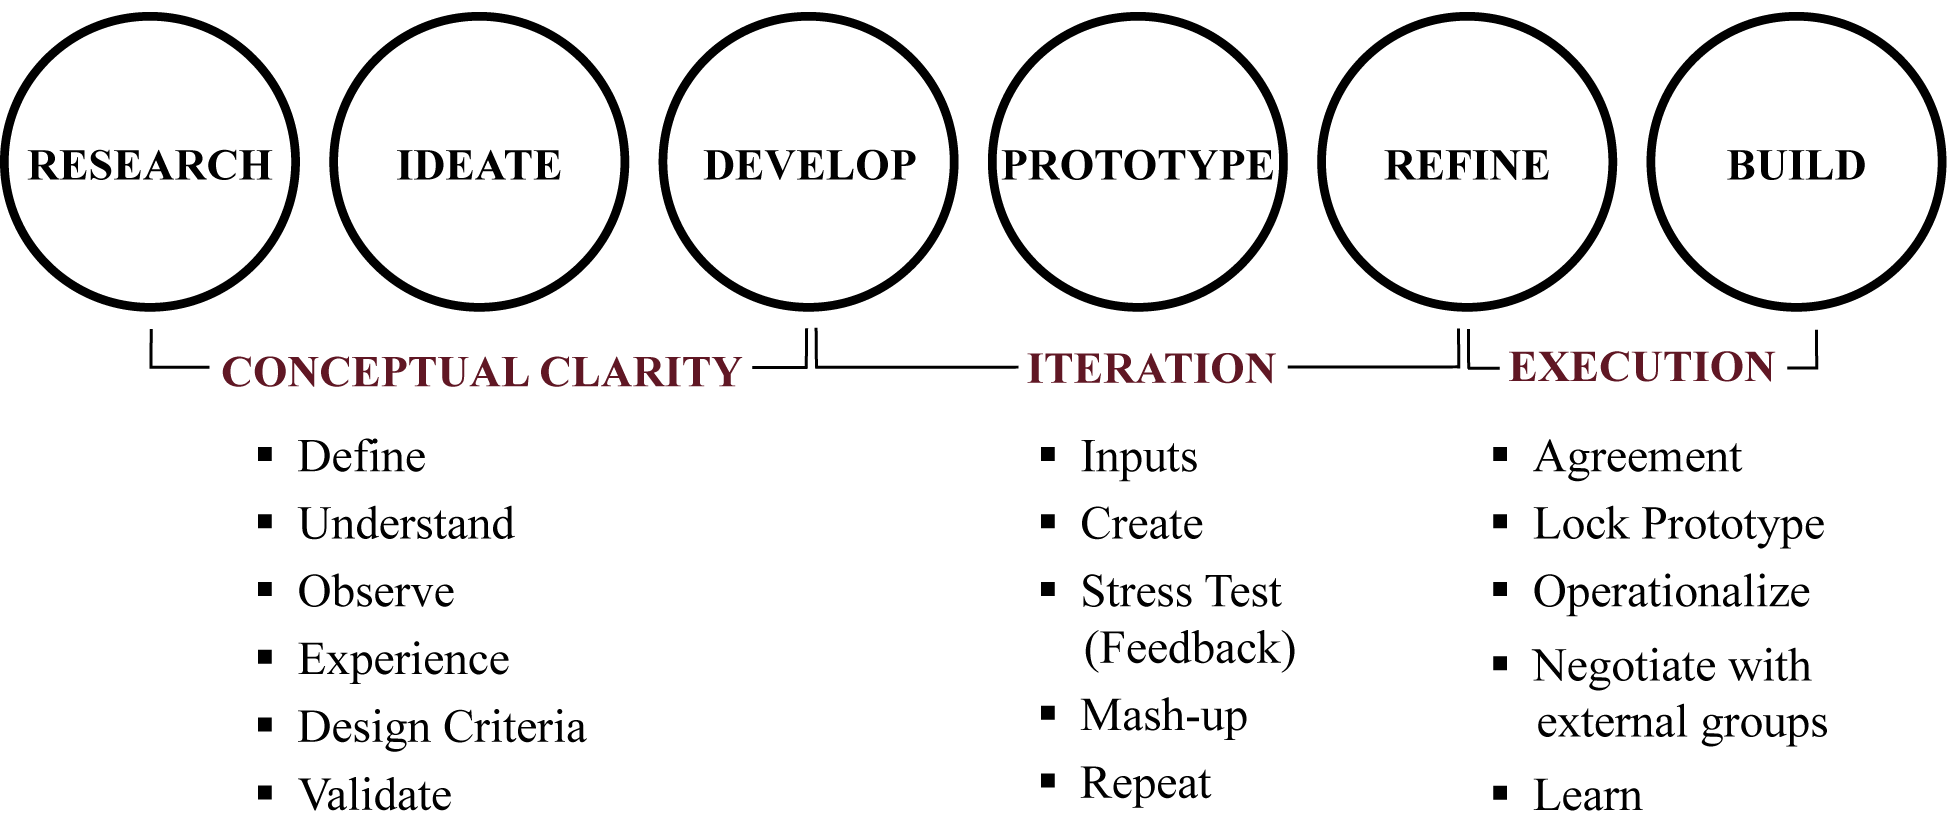 RESEARCH
IDEATE
DEVELOP
PROTOTYPE
REFINE
BUILD
CONCEPTUAL CLARITY
▪ Define
▪ Understand
▪ Observe
▪ Experience
▪ Design Criteria
▪ Validate
ITERATION
▪ Inputs
▪ Create
▪ Stress Test
(Feedback)
▪ Mash-up
▪ Repeat
EXECUTION
▪ Agreement
▪ Lock Prototype
▪ Operationalize
▪ Negotiate with
external groups
▪ Learn